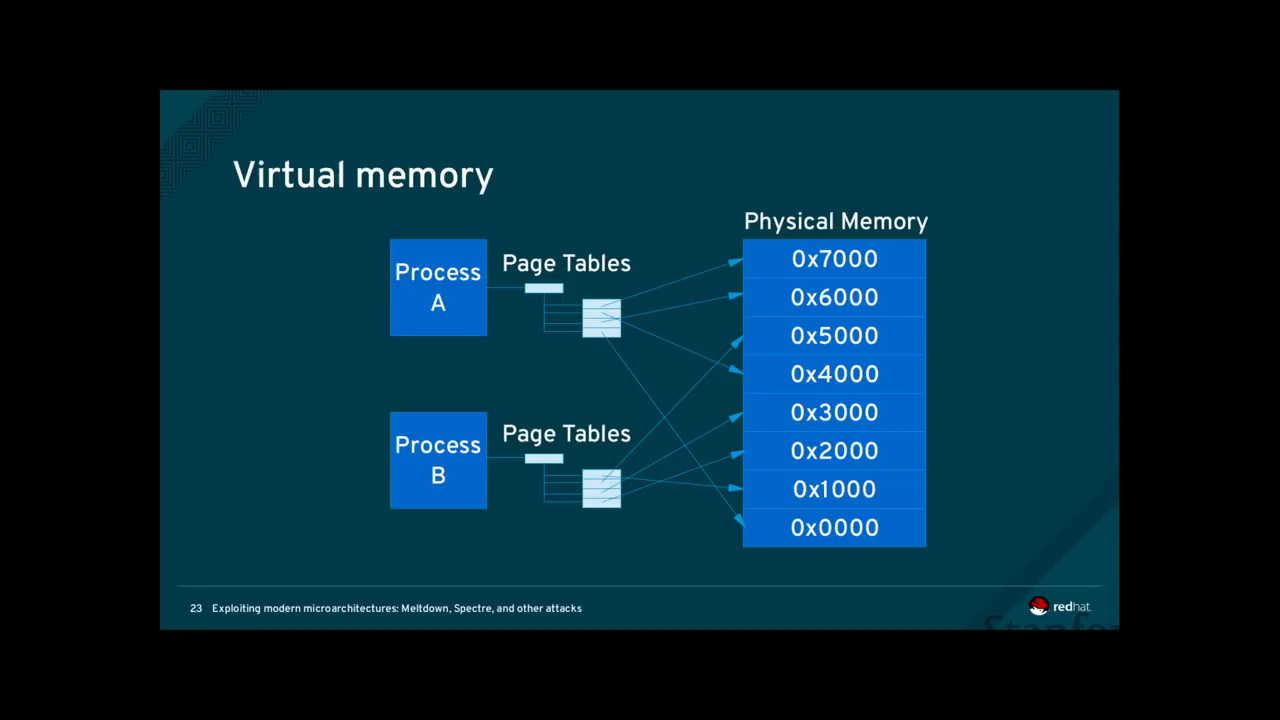 Virtual memory
Physical Memory
Process
A
Page Tables
0x7000
0x6000
0x5000
0x4000
0x3000
0x2000
0x1000
0x0000
Process
B
Page Tables
23 Exploiting modern microarchitectures: Meltdown, Spectre, and other attacks
redhat.